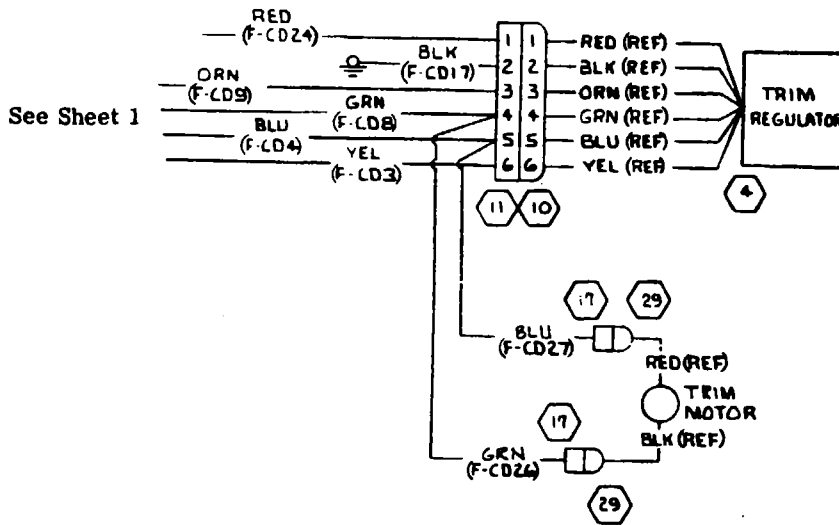 RED
(F-CD24)
1 1 RED (REF)
BLK
(F-CD17)
2 2 BLK (REF)
ORN
(F-CD9)
3 3 ORN (REF)
TRIM
REGULATOR
See Sheet 1
GRN
(F-CD8)
4 4 GRN (REF)
BLU
(F-CD4)
5 5 BLU (REF)
YEL
(F-CD3)
6 6 YEL (REF)
4
11 10
17 29
BLU
(F-CD27)
RED (REF)
TRIM
MOTOR
17
BLK (REF)
GRN
(F-CD26)
29